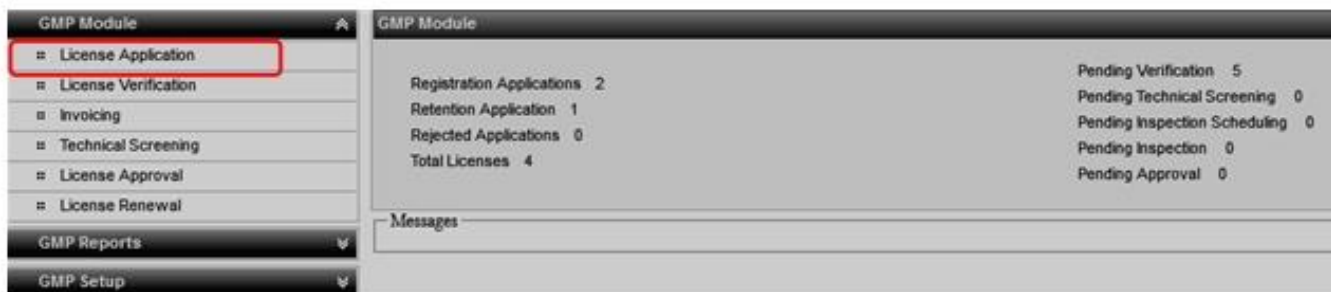 GMP Module
License Application
License Verification
Invoicing
Technical Screening
License Approval
License Renewal
GMP Reports
GMP Setup
GMP Module
Registration Applications 2
Retention Application 1
Rejected Applications 0
Total Licenses 4
Pending Verification 5
Pending Technical Screening 0
Pending Inspection Scheduling 0
Pending Inspection 0
Pending Approval 0
Messages